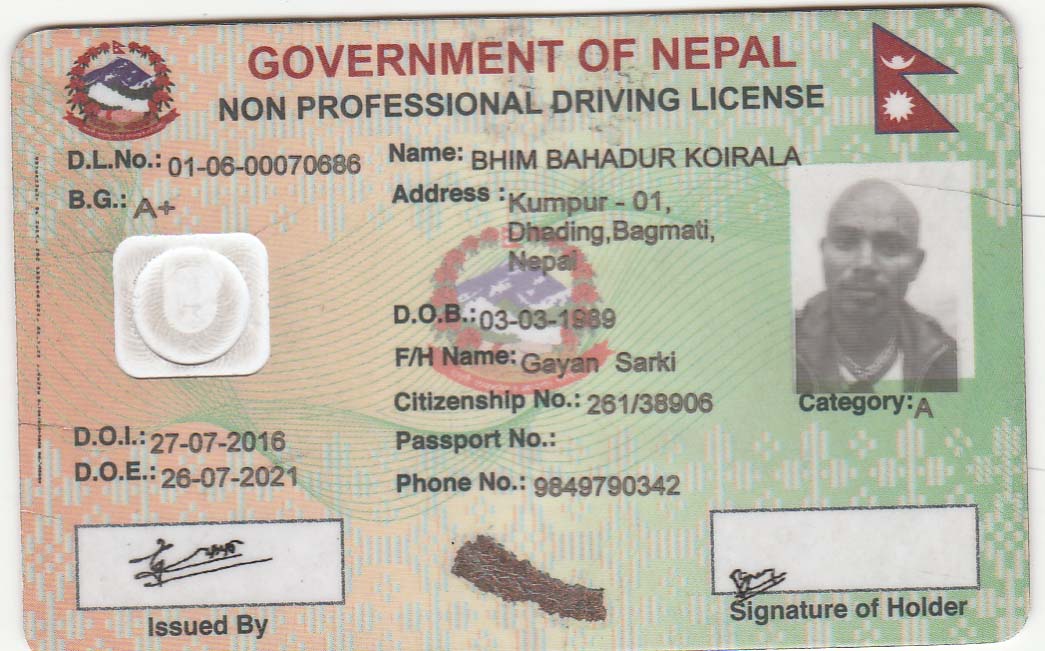 GOVERNMENT OF NEPAL
NON PROFESSIONAL DRIVING LICENSE
D.L.No.: 01-06-00070686
Name: BHIM BAHADUR KOIRALA
B.G.: A+
Address : Kumpur - 01,
Dhading,Bagmati,
Nepal
D.O.B.: 03-03-1989
F/H Name: Gayan Sarki
Citizenship No.: 261/38906
Category: A
D.O.I.: 27-07-2016
Passport No.:
D.O.E.: 26-07-2021
Phone No.: 9849790342
Issued By
Signature of Holder